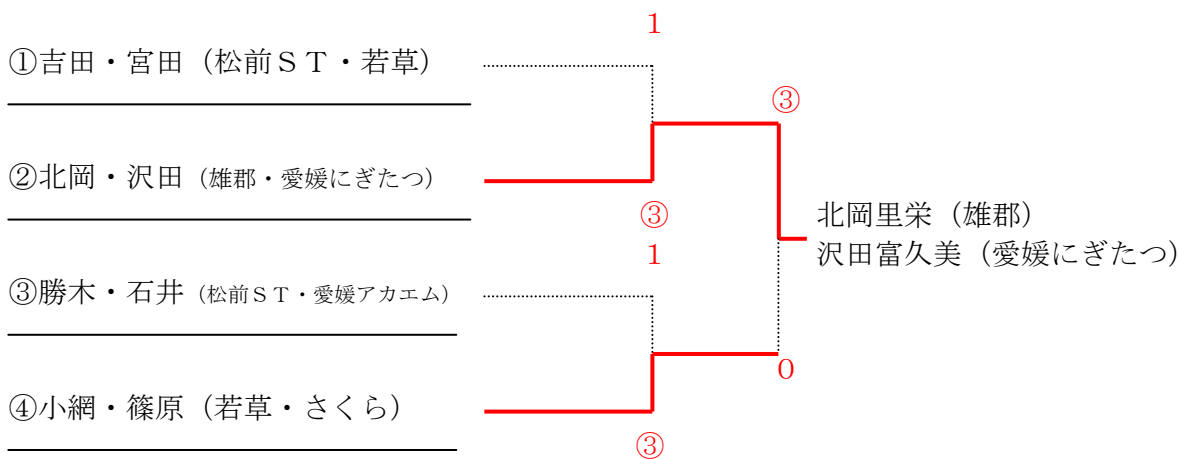 1
①吉田・宮田（松前ＳＴ・若草）
③
②北岡・沢田（雄郡・愛媛にぎたつ）
③
北岡里栄（雄郡）
1
沢田富久美（愛媛にぎたつ）
③勝木・石井（松前ＳＴ・愛媛アカエム）
0
④小網・篠原（若草・さくら）
③